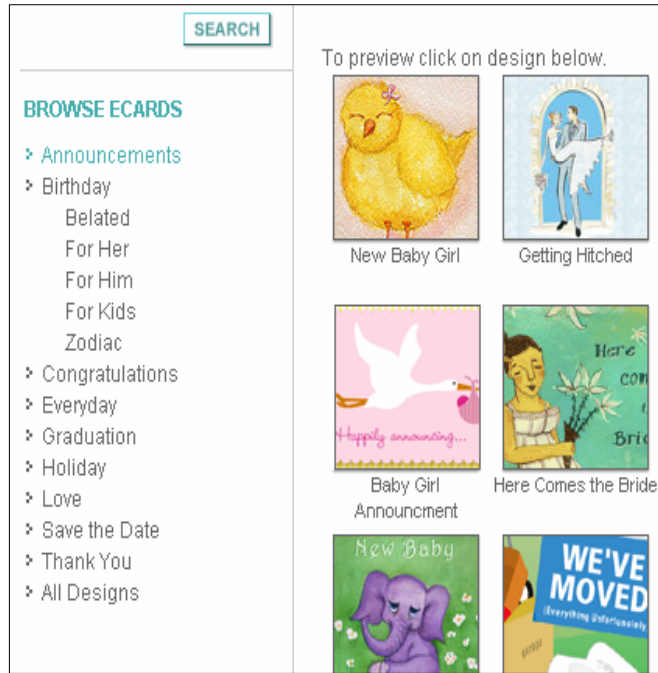 SEARCH
BROWSE ECARDS
Announcements
Birthday
Belated
For Her
For Him
For Kids
Zodiac
Congratulations
Everyday
Graduation
Holiday
Love
Save the Date
Thank You
All Designs
To preview click on design below.
New Baby Girl
Getting Hitched
Happily announcing...
Baby Girl
Announcment
Here
Here Comes the Bride
New Baby
WE'VE
MOVED
(Everything Unfortunately